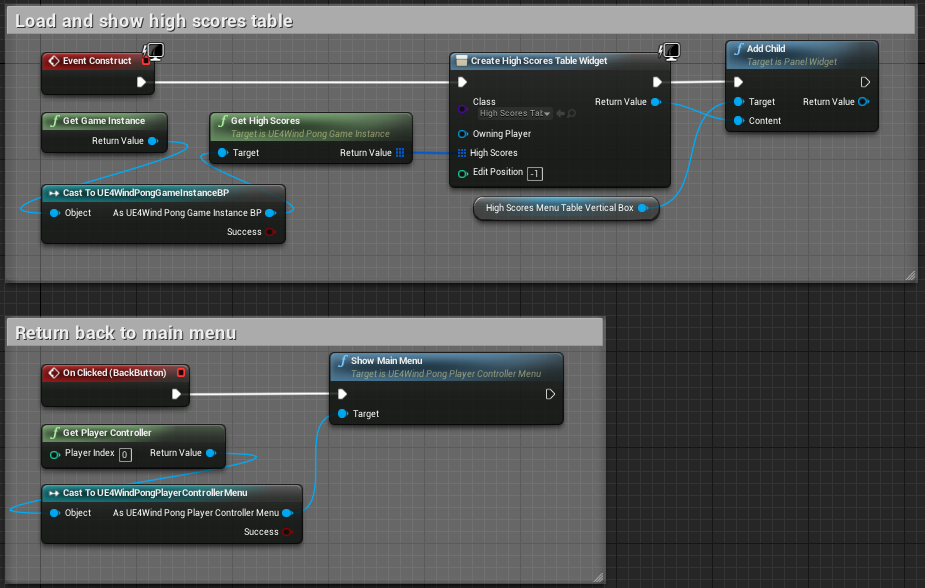 Load and show high scores table
Event Construct
Create High Scores Table Widget
Class
High Scores Tab
Return Value
Owning Player
High Scores
Edit Position -1
Add Child
Target is Panel Widget
Target Return Value
Content
Get Game Instance
Return Value
Get High Scores
Target is UE4Wind Pong Game Instance
Target Return Value
Cast To UE4WindPongGameInstanceBP
Object As UE4Wind Pong Game Instance BP
Success
High Scores Menu Table Vertical Box
Return back to main menu
On Clicked (BackButton)
Show Main Menu
Target is UE4Wind Pong Player Controller Menu
Target
Get Player Controller
Player Index 0 Return Value
Cast To UE4WindPongPlayerControllerMenu
Object As UE4Wind Pong Player Controller Menu
Success